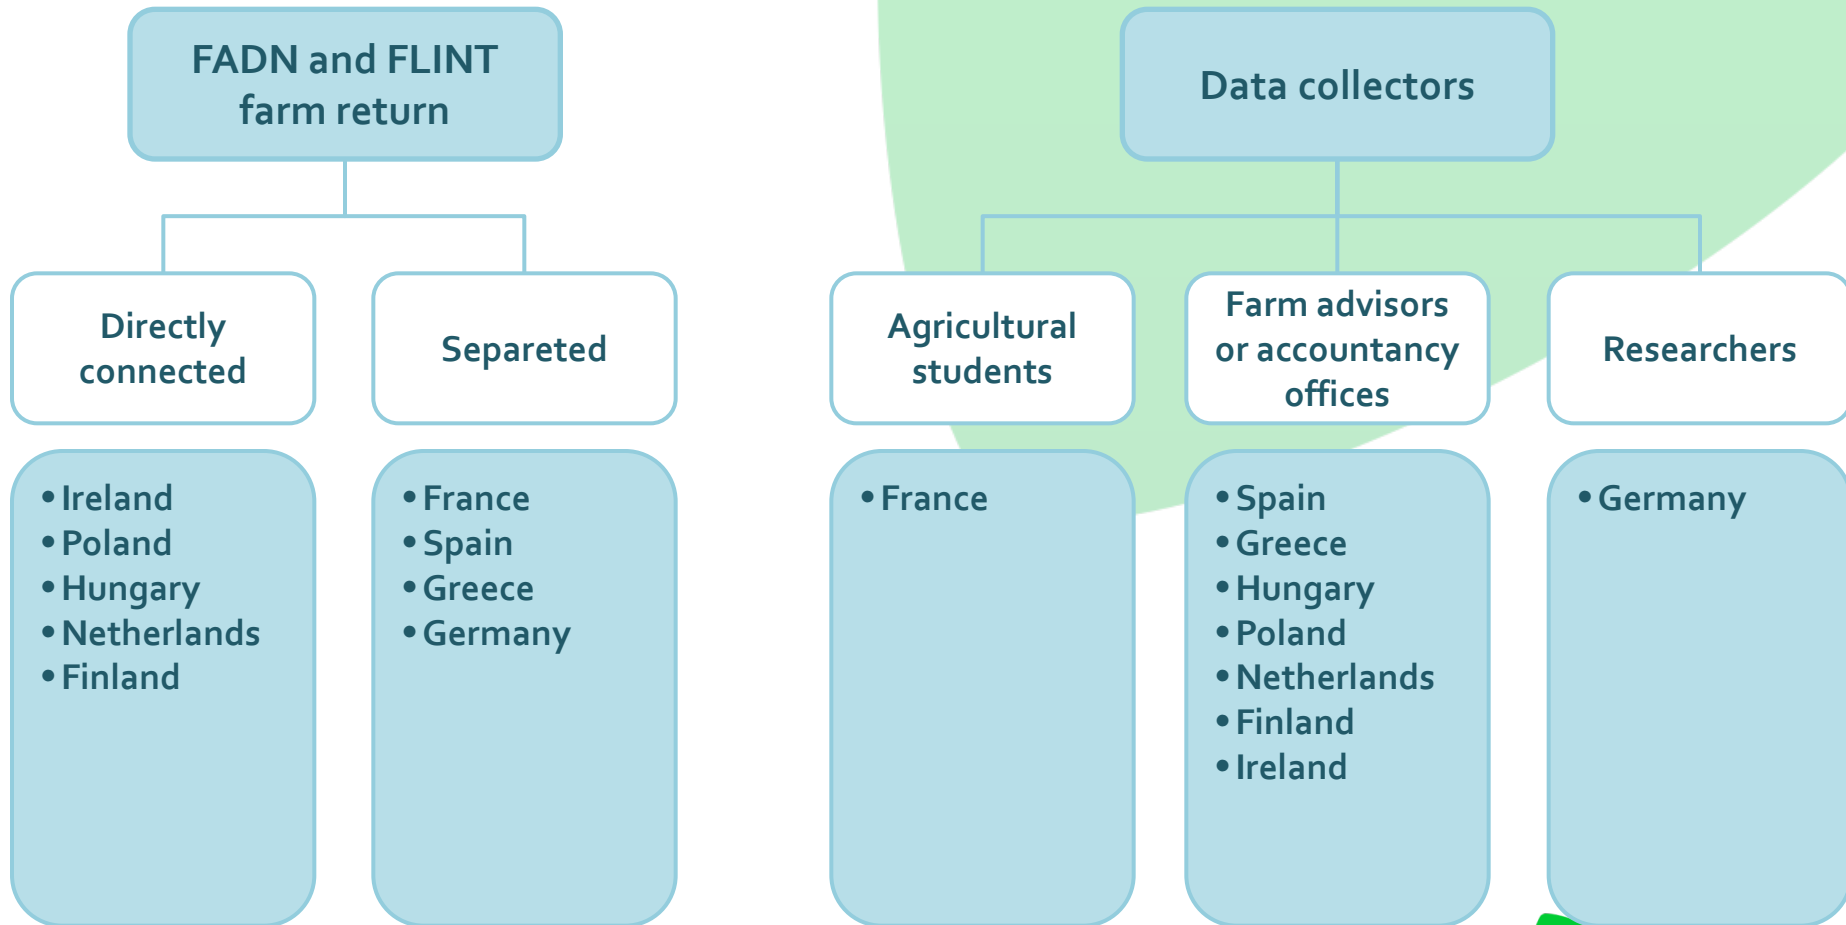 FADN and FLINT
farm return
Directly
connected
Separeted
• Ireland
• Poland
• Hungary
• Netherlands
• Finland
• France
• Spain
• Greece
• Germany
Data collectors
Agricultural
students
Farm advisors
or accountancy
offices
Researchers
• France
• Spain
• Greece
• Hungary
• Poland
• Netherlands
• Finland
• Ireland
• Germany